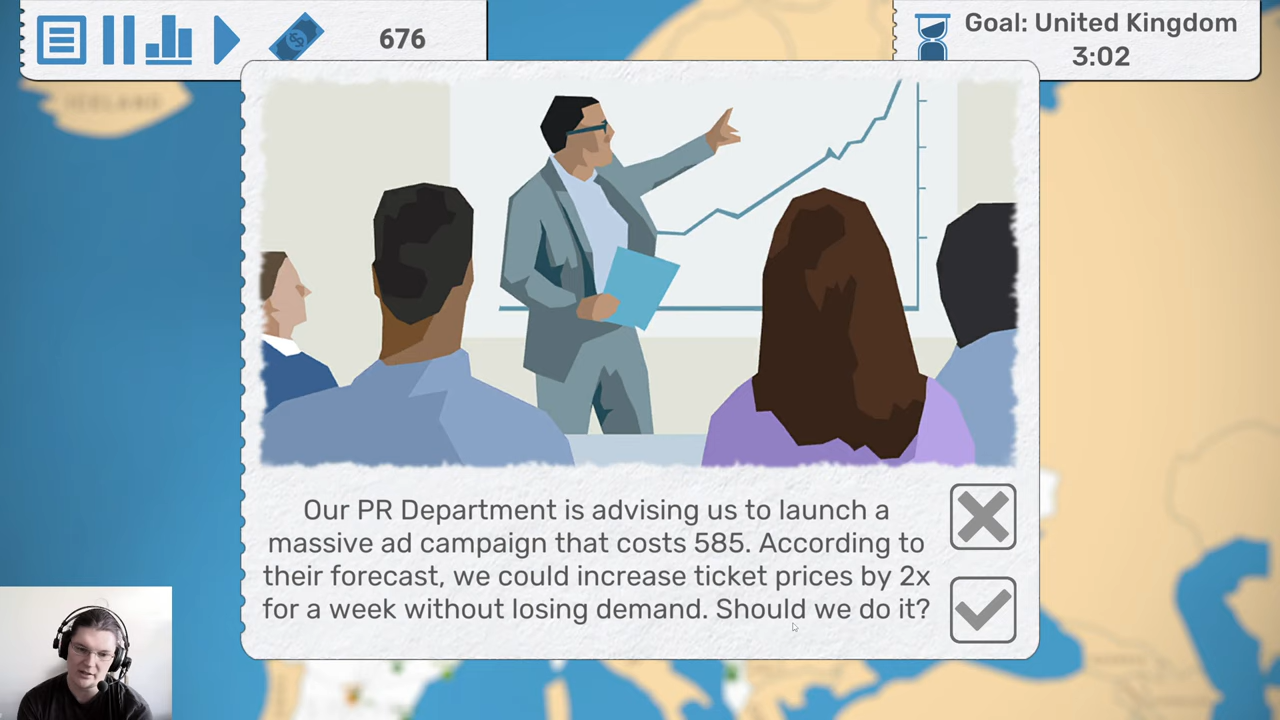 676
Goal: United Kingdom
3:02
ICELAND
Our PR Department is advising us to launch a
massive ad campaign that costs 585. According to
their forecast, we could increase ticket prices by 2x
for a week without losing demand. Should we do it?